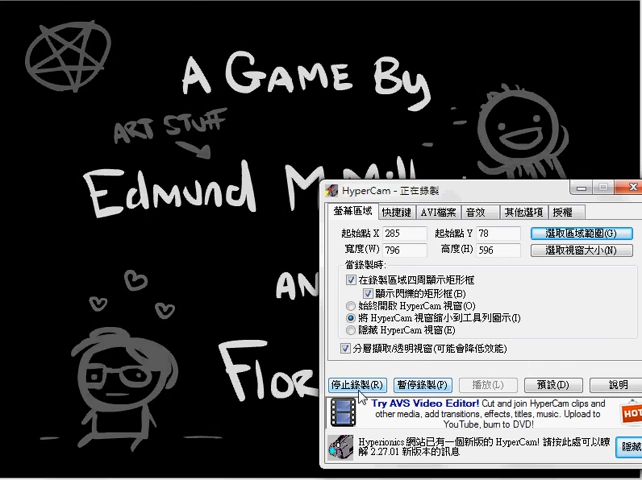 A GAME BY
ART STUFF
Edmund
AN
FLOR
HyperCam - 正在錄製
螢幕區域 快捷鍵 AVI檔案 音效 其他選項 授權
起始點 X 285 起始點 Y 78 選取區域範圍(G)
寬度(W) 796 高度(H) 596 選取視窗大小(N)
當錄製時:
在錄製區域四周顯示矩形框
顯示閃爍的矩形框(B)
始終開啟 HyperCam 視窗(O)
將 HyperCam 視窗縮小到工具列圖示(I)
隱藏 HyperCam 視窗(E)
分層擷取/透明視窗(可能會降低效能)
停止錄製(R) 暫停錄製(P) 播放(L) 預設(D) 說明
Try AVS Video Editor! Cut and join HyperCam clips and
other media, add transitions, effects, titles, music. Upload to
YouTube, burn to DVD!
HOT
Hyperionics 網站已有一個新版的 HyperCam! 請按此處可以瞭
解 2.27.01 新版本的訊息
隱藏